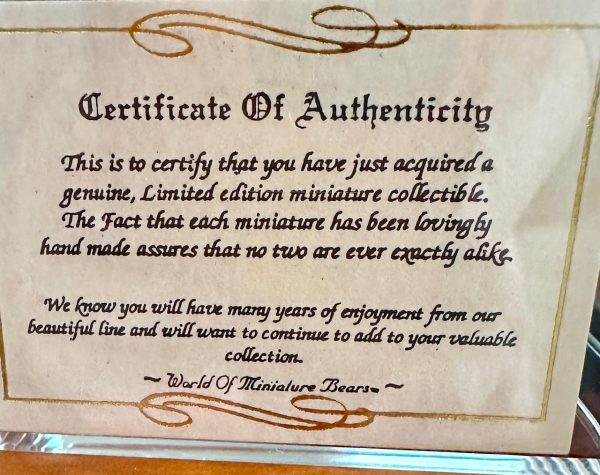 Certificate Of Authenticity
This is to certify that you have just acquired a
genuine, Limited edition miniature collectible.
The Fact that each miniature has been lovingly
hand made assures that no two are ever exactly alike.
We know you will have many years of enjoyment from our
beautiful line and will want to continue to add to your valuable
collection.
~ World Of Miniature Bears ~